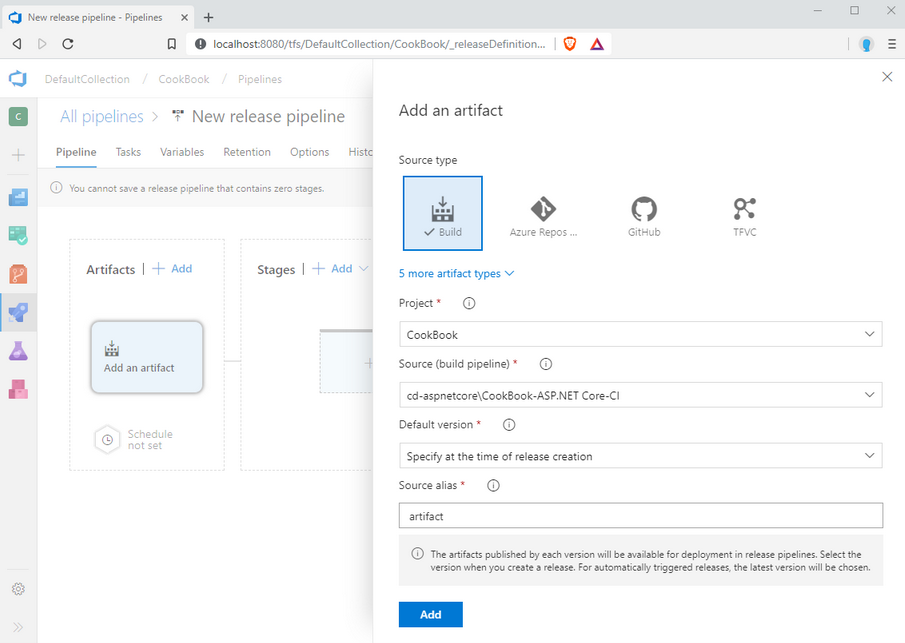 New release pipeline - Pipelines
localhost:8080/tfs/DefaultCollection/CookBook/_releaseDefinition...
DefaultCollection / CookBook / Pipelines
C
All pipelines > New release pipeline
Pipeline Tasks Variables Retention Options Histo
You cannot save a release pipeline that contains zero stages.
Artifacts | + Add
Stages | + Add
Add an artifact
Schedule
not set
Add an artifact
Source type
Build
Azure Repos ...
GitHub
TFVC
5 more artifact types
Project *
CookBook
Source (build pipeline) *
cd-aspnetcore\CookBook-ASP.NET Core-CI
Default version *
Specify at the time of release creation
Source alias *
artifact
The artifacts published by each version will be available for deployment in release pipelines. Select the
version when you create a release. For automatically triggered releases, the latest version will be chosen.
Add